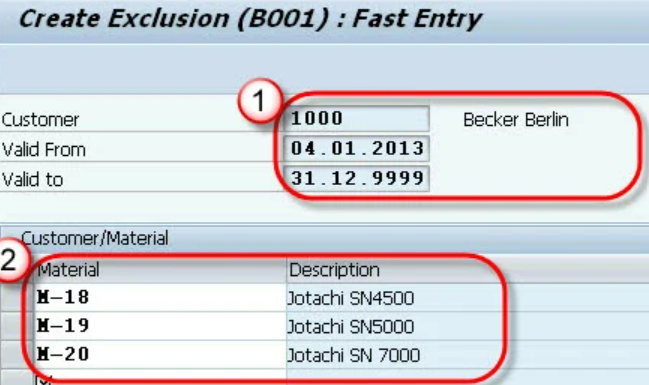 Create Exclusion (B001) : Fast Entry
1
Customer 1000 Becker Berlin
Valid From 04.01.2013
Valid to 31.12.9999
Customer/Material
2
Material Description
M-18 Jotachi SN4500
M-19 Jotachi SN5000
M-20 Jotachi SN 7000